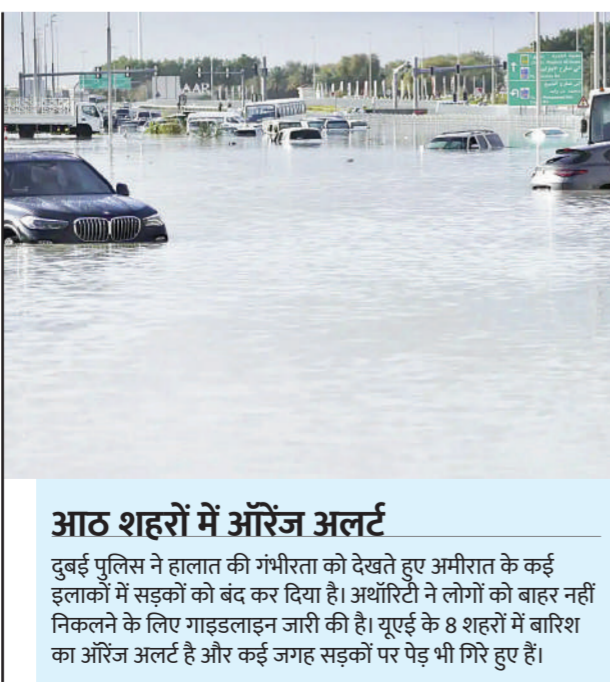 AAR
आठ शहरों में ऑरेंज अलर्ट
दुबई पुलिस ने हालात की गंभीरता को देखते हुए अमीरात के कई
इलाकों में सड़कों को बंद कर दिया है। अथॉरिटी ने लोगों को बाहर नहीं
निकलने के लिए गाइडलाइन जारी की है। यूएई के 8 शहरों में बारिश
का ऑरेंज अलर्ट है और कई जगह सड़कों पर पेड़ भी गिरे हुए हैं।